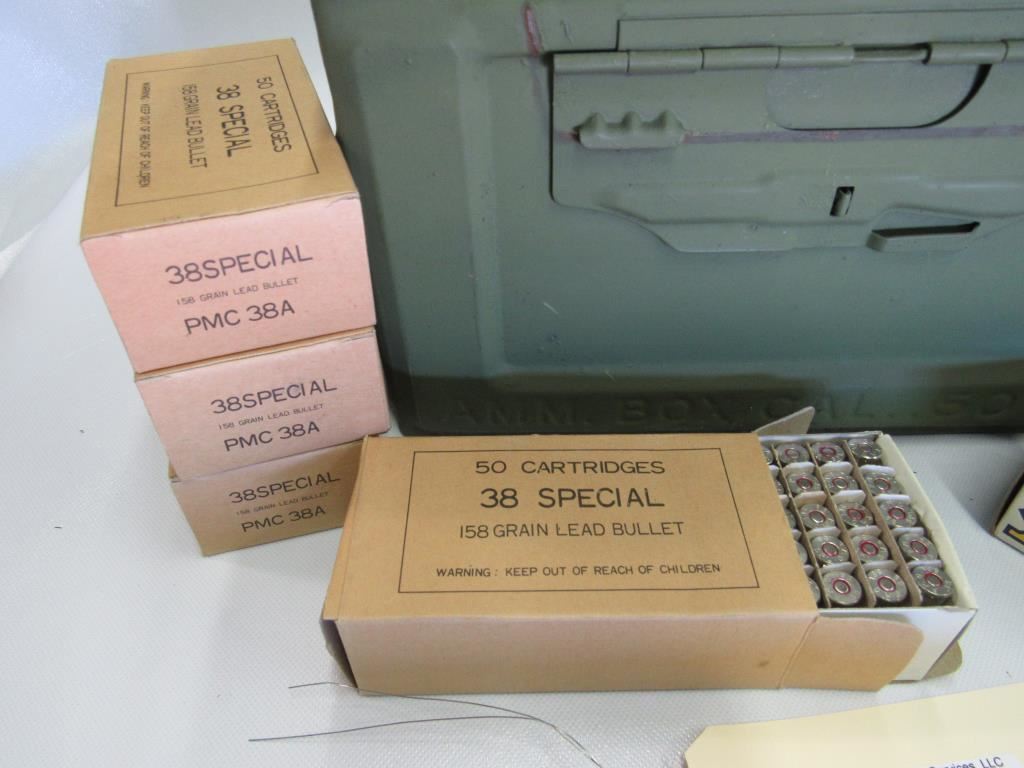 50 CARTRIDGES
38 SPECIAL
158 GRAIN LEAD BULLET
WARNING: KEEP OUT OF REACH OF CHILDREN
38SPECIAL
158 GRAIN LEAD BULLET
PMC 38A
38SPECIAL
158 GRAIN LEAD BULLET
PMC 38A
38SPECIAL
158 GRAIN LEAD BULLET
PMC 38A
AMM. BOX CAL. .50
50 CARTRIDGES
38 SPECIAL
158 GRAIN LEAD BULLET
WARNING: KEEP OUT OF REACH OF CHILDREN
LLC